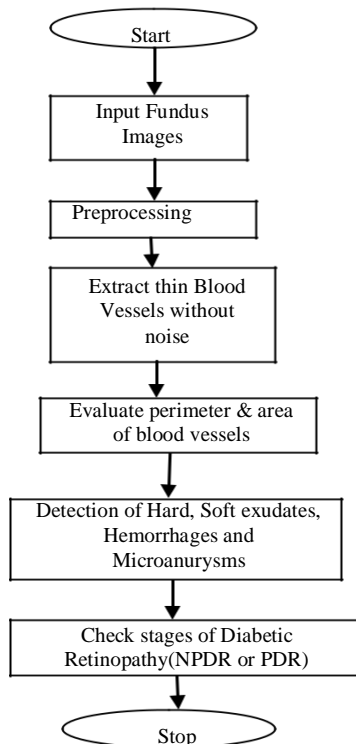 Start
Input Fundus
Images
Preprocessing
Extract thin Blood
Vessels without
noise
Evaluate perimeter & area
of blood vessels
Detection of Hard, Soft exudates,
Hemorrhages and
Microanurysms
Check stages of Diabetic
Retinopathy(NPDR or PDR)
Stop